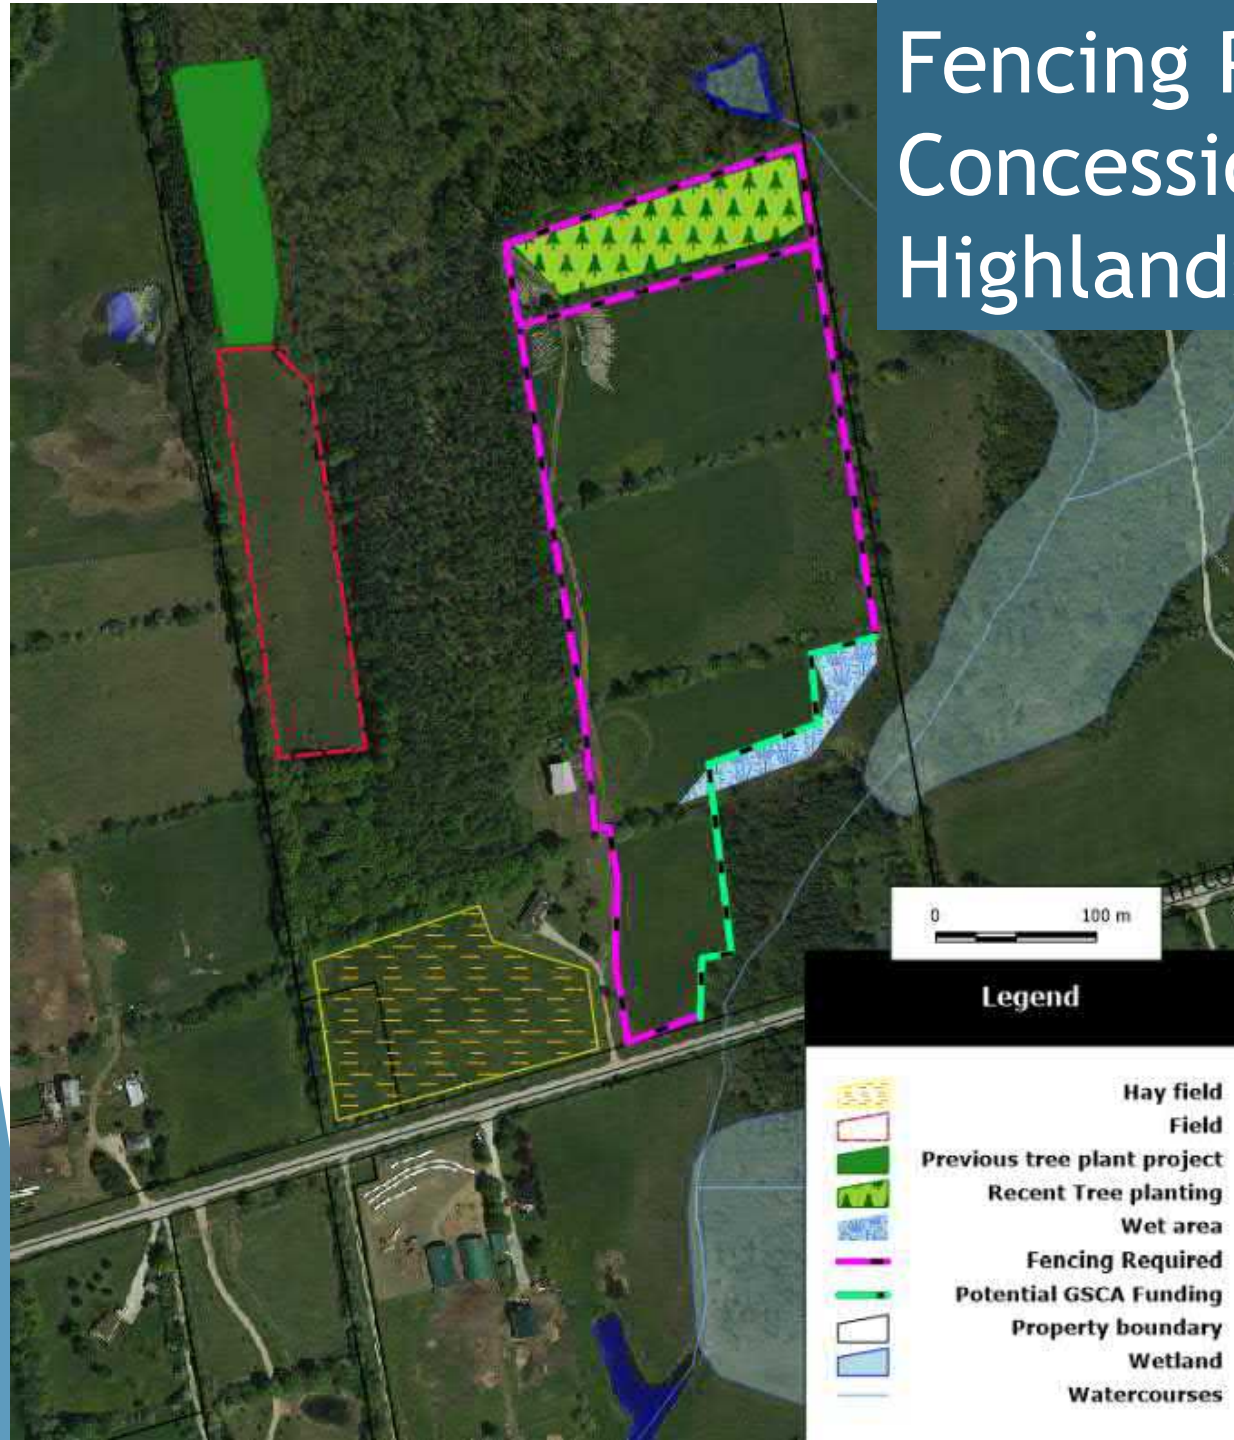 Fencing
Concessio
Highland
0 100 m
Legend
Hay field
Field
Previous tree plant project
Recent Tree planting
Wet area
Fencing Required
Potential GSCA Funding
Property boundary
Wetland
Watercourses